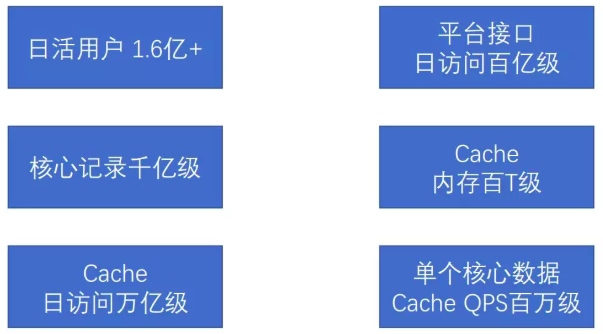 日活用户 1.6亿+
平台接口
日访问百亿级
核心记录千亿级
Cache
内存百T级
Cache
日访问万亿级
单个核心数据
Cache QPS百万级